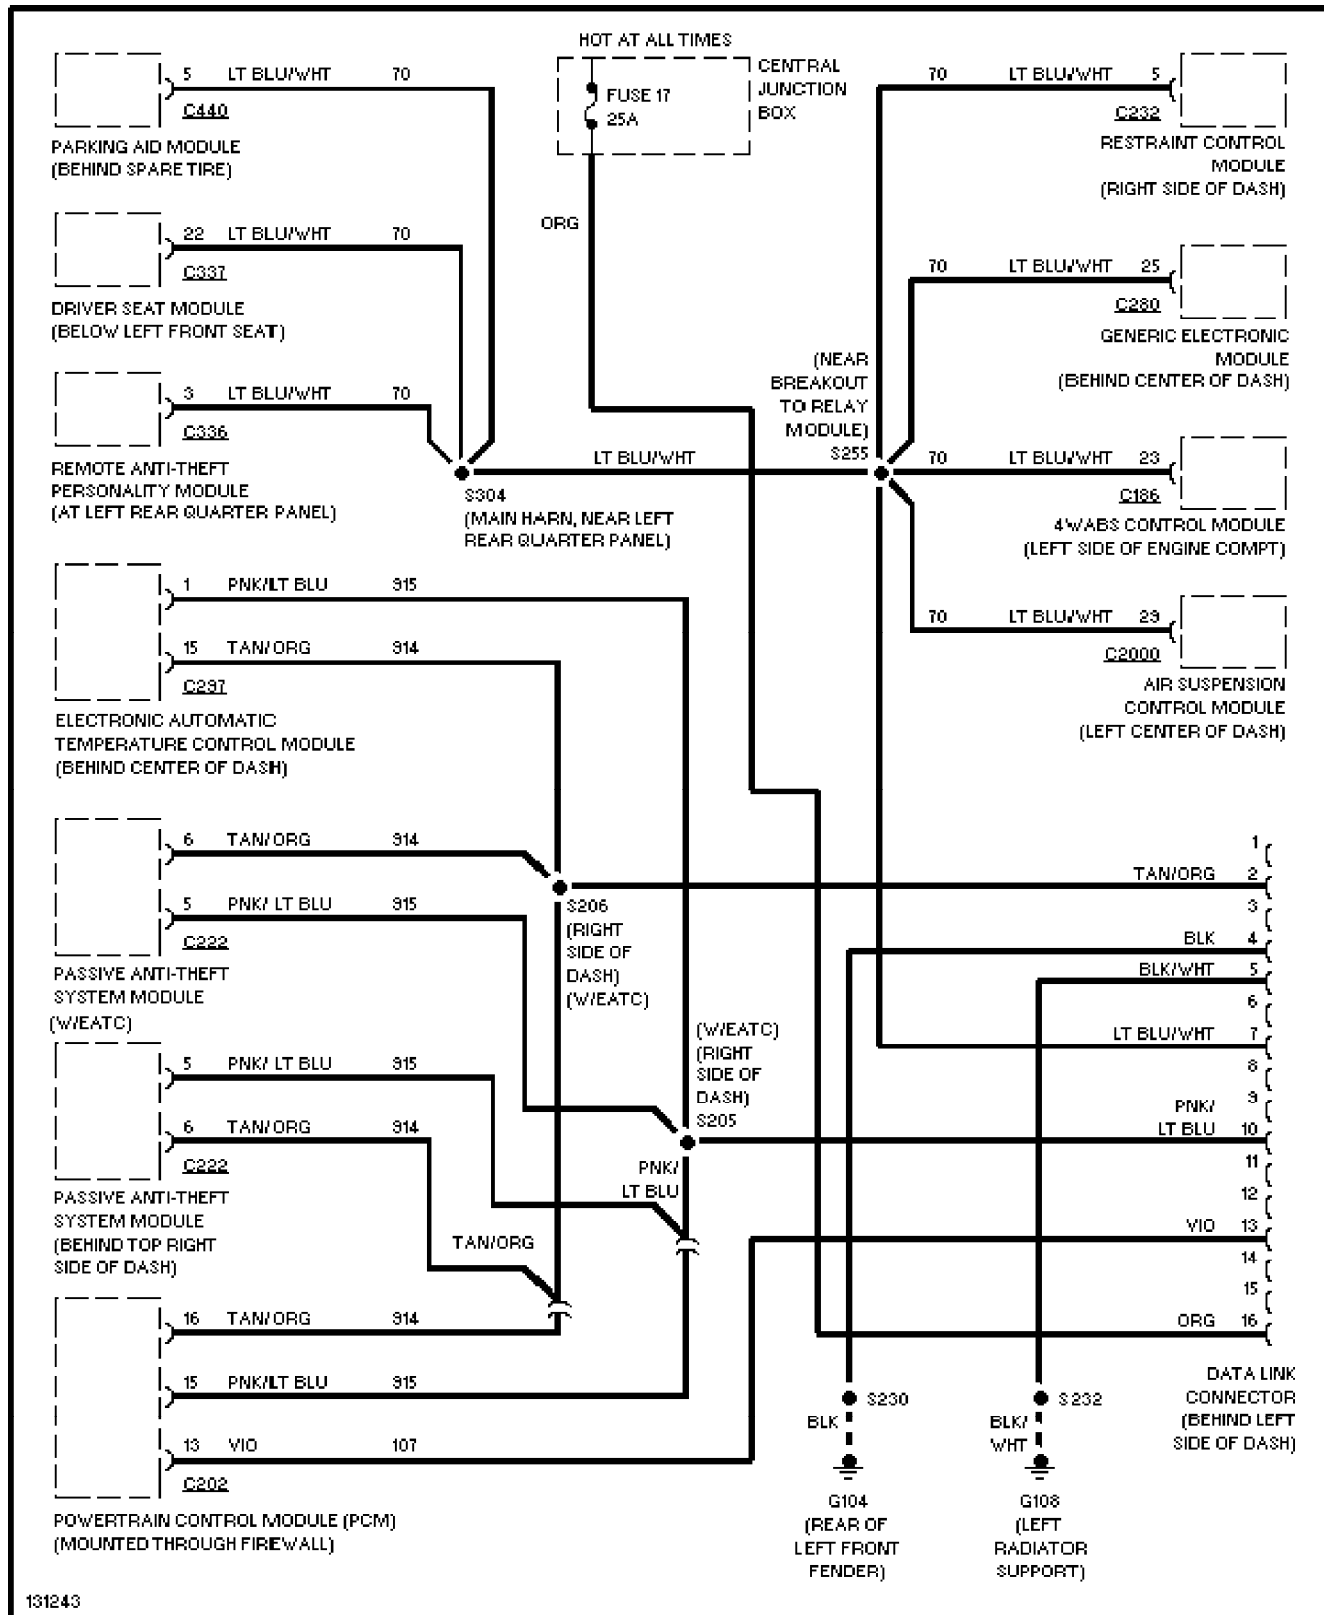 HOT AT ALL TIMES
FUSE 17
25A
CENTRAL
JUNCTION
BOX
ORG
5 LT BLU/WHT 70
C440
PARKING AID MODULE
(BEHIND SPARE TIRE)
22 LT BLU/WHT 70
C337
DRIVER SEAT MODULE
(BELOW LEFT FRONT SEAT)
3 LT BLU/WHT 70
C336
REMOTE ANTI-THEFT
PERSONALITY MODULE
(AT LEFT REAR QUARTER PANEL)
LT BLU/WHT
S304
(MAIN HARN, NEAR LEFT
REAR QUARTER PANEL)
(NEAR
BREAKOUT
TO RELAY
MODULE)
S255
70 LT BLU/WHT 5
C232
RESTRAINT CONTROL
MODULE
(RIGHT SIDE OF DASH)
70 LT BLU/WHT 25
C280
GENERIC ELECTRONIC
MODULE
(BEHIND CENTER OF DASH)
70 LT BLU/WHT 23
C186
4WABS CONTROL MODULE
(LEFT SIDE OF ENGINE COMPT)
70 LT BLU/WHT 29
C2000
AIR SUSPENSION
CONTROL MODULE
(LEFT CENTER OF DASH)
1 PNK/LT BLU 915
15 TAN/ORG 914
C297
ELECTRONIC AUTOMATIC
TEMPERATURE CONTROL MODULE
(BEHIND CENTER OF DASH)
6 TAN/ORG 914
5 PNK/ LT BLU 915
C222
PASSIVE ANTI-THEFT
SYSTEM MODULE
(W/EATC)
S206
(RIGHT
SIDE OF
DASH)
(W/EATC)
(W/EATC)
(RIGHT
SIDE OF
DASH)
S205
5 PNK/ LT BLU 915
6 TAN/ORG 914
C222
PASSIVE ANTI-THEFT
SYSTEM MODULE
(BEHIND TOP RIGHT
SIDE OF DASH)
PNK/
LT BLU
TAN/ORG
16 TAN/ORG 914
15 PNK/LT BLU 915
13 VIO 107
C202
POWERTRAIN CONTROL MODULE (PCM)
(MOUNTED THROUGH FIREWALL)
1
TAN/ORG 2
3
BLK 4
BLK/WHT 5
6
LT BLU/WHT 7
8
9
PNK/
LT BLU 10
11
12
VIO 13
14
15
ORG 16
DATA LINK
CONNECTOR
(BEHIND LEFT
SIDE OF DASH)
S230
BLK
G104
(REAR OF
LEFT FRONT
FENDER)
S232
BLK/
WHT
G108
(LEFT
RADIATOR
SUPPORT)
131243